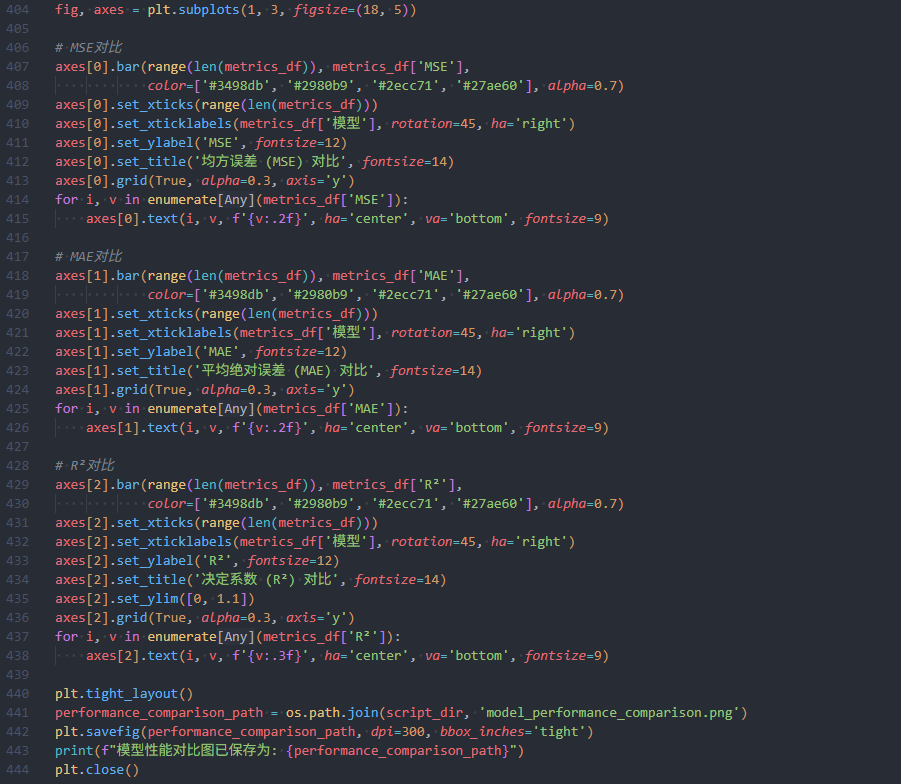 404 fig, axes = plt.subplots(1, 3, figsize=(18, 5))
405
406 # MSE对比
407 axes[0].bar(range(len(metrics_df)), metrics_df['MSE'],
408             color=['#3498db', '#2980b9', '#2ecc71', '#27ae60'], alpha=0.7)
409 axes[0].set_xticks(range(len(metrics_df)))
410 axes[0].set_xticklabels(metrics_df['模型'], rotation=45, ha='right')
411 axes[0].set_ylabel('MSE', fontsize=12)
412 axes[0].set_title('均方误差 (MSE) 对比', fontsize=14)
413 axes[0].grid(True, alpha=0.3, axis='y')
414 for i, v in enumerate[Any](metrics_df['MSE']):
415     axes[0].text(i, v, f'{v:.2f}', ha='center', va='bottom', fontsize=9)
416
417 # MAE对比
418 axes[1].bar(range(len(metrics_df)), metrics_df['MAE'],
419             color=['#3498db', '#2980b9', '#2ecc71', '#27ae60'], alpha=0.7)
420 axes[1].set_xticks(range(len(metrics_df)))
421 axes[1].set_xticklabels(metrics_df['模型'], rotation=45, ha='right')
422 axes[1].set_ylabel('MAE', fontsize=12)
423 axes[1].set_title('平均绝对误差 (MAE) 对比', fontsize=14)
424 axes[1].grid(True, alpha=0.3, axis='y')
425 for i, v in enumerate[Any](metrics_df['MAE']):
426     axes[1].text(i, v, f'{v:.2f}', ha='center', va='bottom', fontsize=9)
427
428 # R²对比
429 axes[2].bar(range(len(metrics_df)), metrics_df['R²'],
430             color=['#3498db', '#2980b9', '#2ecc71', '#27ae60'], alpha=0.7)
431 axes[2].set_xticks(range(len(metrics_df)))
432 axes[2].set_xticklabels(metrics_df['模型'], rotation=45, ha='right')
433 axes[2].set_ylabel('R²', fontsize=12)
434 axes[2].set_title('决定系数 (R²) 对比', fontsize=14)
435 axes[2].set_ylim([0, 1.1])
436 axes[2].grid(True, alpha=0.3, axis='y')
437 for i, v in enumerate[Any](metrics_df['R²']):
438     axes[2].text(i, v, f'{v:.3f}', ha='center', va='bottom', fontsize=9)
439
440 plt.tight_layout()
441 performance_comparison_path = os.path.join(script_dir, 'model_performance_comparison.png')
442 plt.savefig(performance_comparison_path, dpi=300, bbox_inches='tight')
443 print(f"模型性能对比图已保存为: {performance_comparison_path}")
444 plt.close()